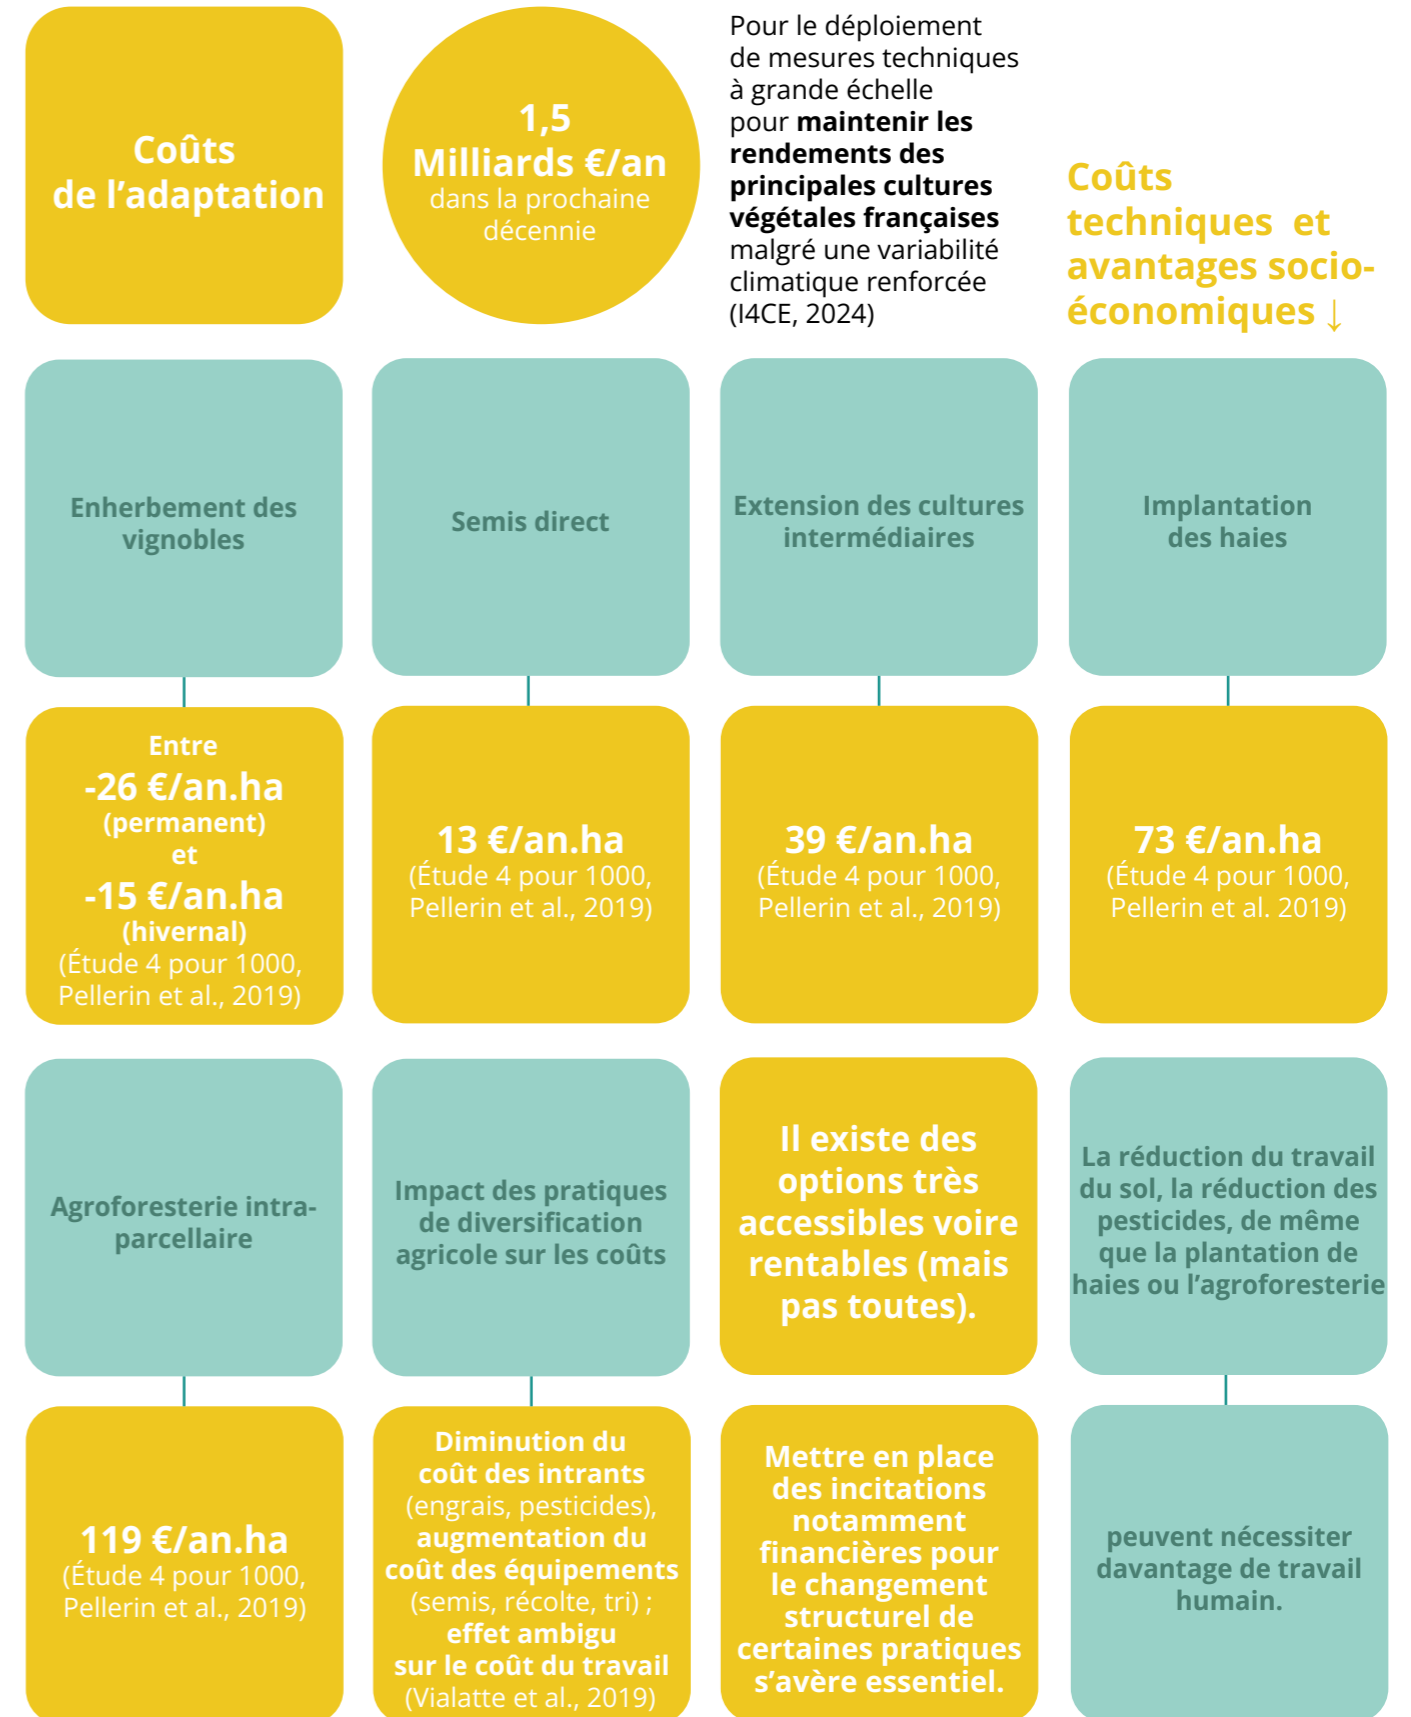 Coûts
de l’adaptation
1,5
Milliards €/an
dans la prochaine
décennie
Pour le déploiement
de mesures techniques
à grande échelle
pour maintenir les
rendements des
principales cultures
végétales françaises
malgré une variabilité
climatique renforcée
(I4CE, 2024)
Coûts
techniques et
avantages socio-
économiques ↓
Enherbement des
vignobles
Semis direct
Extension des cultures
intermédiaires
Implantation
des haies
Entre
-26 €/an.ha
(permanent)
et
-15 €/an.ha
(hivernal)
(Étude 4 pour 1000,
Pellerin et al., 2019)
13 €/an.ha
(Étude 4 pour 1000,
Pellerin et al., 2019)
39 €/an.ha
(Étude 4 pour 1000,
Pellerin et al., 2019)
73 €/an.ha
(Étude 4 pour 1000,
Pellerin et al. 2019)
Agroforesterie intra-
parcellaire
Impact des pratiques
de diversification
agricole sur les coûts
Il existe des
options très
accessibles voire
rentables (mais
pas toutes).
La réduction du travail
du sol, la réduction des
pesticides, de même
que la plantation de
haies ou l’agroforesterie
119 €/an.ha
(Étude 4 pour 1000,
Pellerin et al., 2019)
Diminution du
coût des intrants
(engrais, pesticides),
augmentation du
coût des équipements
(semis, récolte, tri) ;
effet ambigu
sur le coût du travail
(Vialatte et al., 2019)
Mettre en place
des incitations
notamment
financières pour
le changement
structurel de
certaines pratiques
s’avère essentiel.
peuvent nécessiter
davantage de travail
humain.